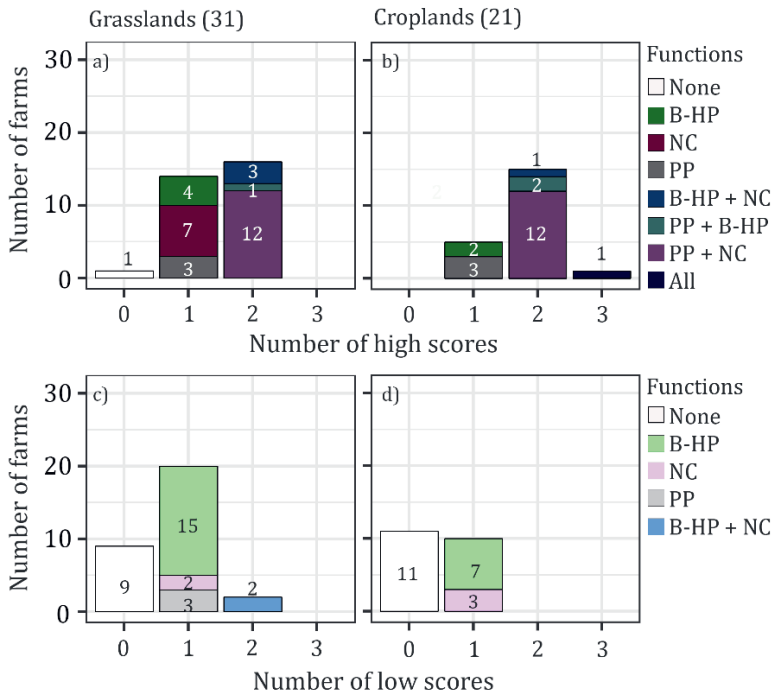 Grasslands (31)
Croplands (21)
Number of farms
30
20
10
0
a)
1
4
7
3
3
1
12
0
1
2
3
b)
2
2
3
1
2
12
1
0
1
2
3
Number of high scores
Functions
None
B-HP
NC
PP
B-HP + NC
PP + B-HP
PP + NC
All
Number of farms
30
20
10
0
c)
9
15
2
3
2
0
1
2
3
d)
11
7
3
0
1
2
3
Number of low scores
Functions
None
B-HP
NC
PP
B-HP + NC